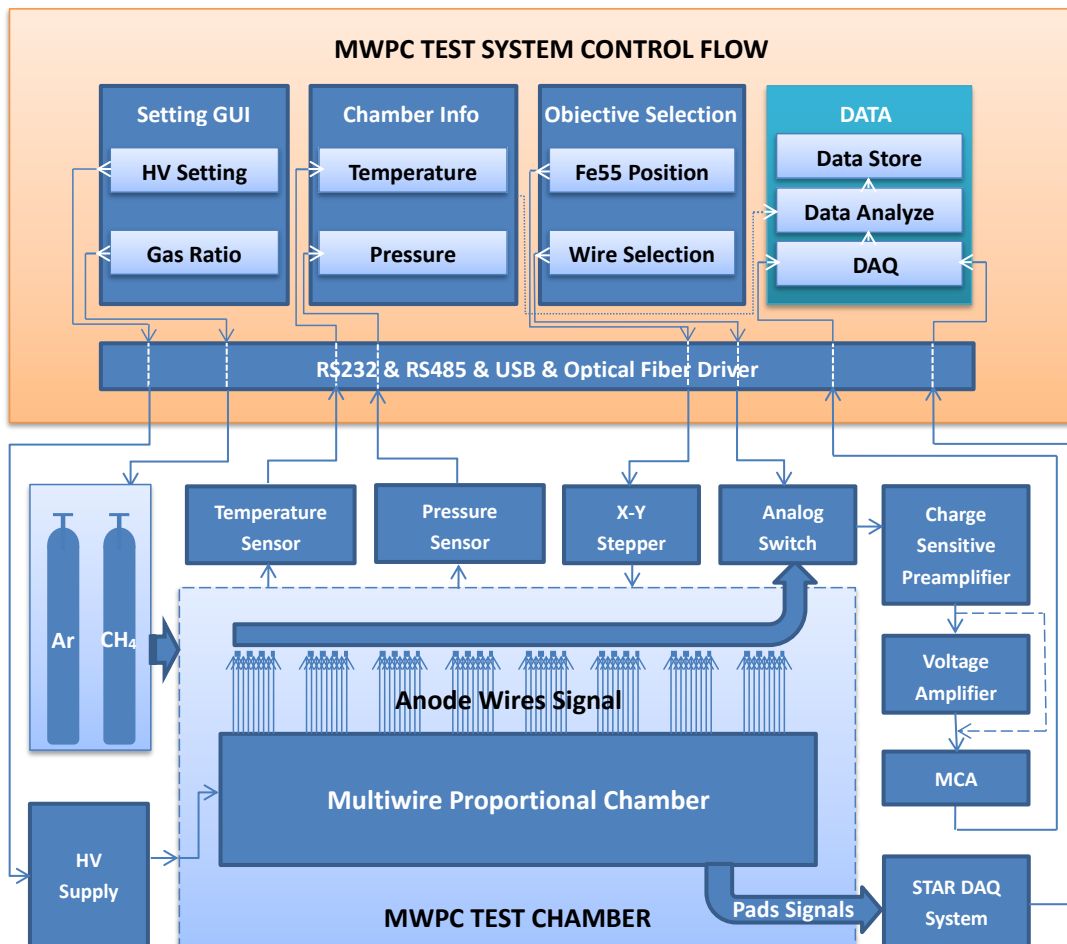 MWPC TEST SYSTEM CONTROL FLOW
Setting GUI
HV Setting
Gas Ratio
Chamber Info
Temperature
Pressure
Objective Selection
Fe55 Position
Wire Selection
DATA
Data Store
Data Analyze
DAQ
RS232 & RS485 & USB & Optical Fiber Driver
Temperature
Sensor
Pressure
Sensor
X-Y
Stepper
Analog
Switch
Charge
Sensitive
Preamplifier
Ar
CH₄
Voltage
Amplifier
Anode Wires Signal
MCA
Multiwire Proportional Chamber
HV
Supply
Pads Signals
STAR DAQ
System
MWPC TEST CHAMBER